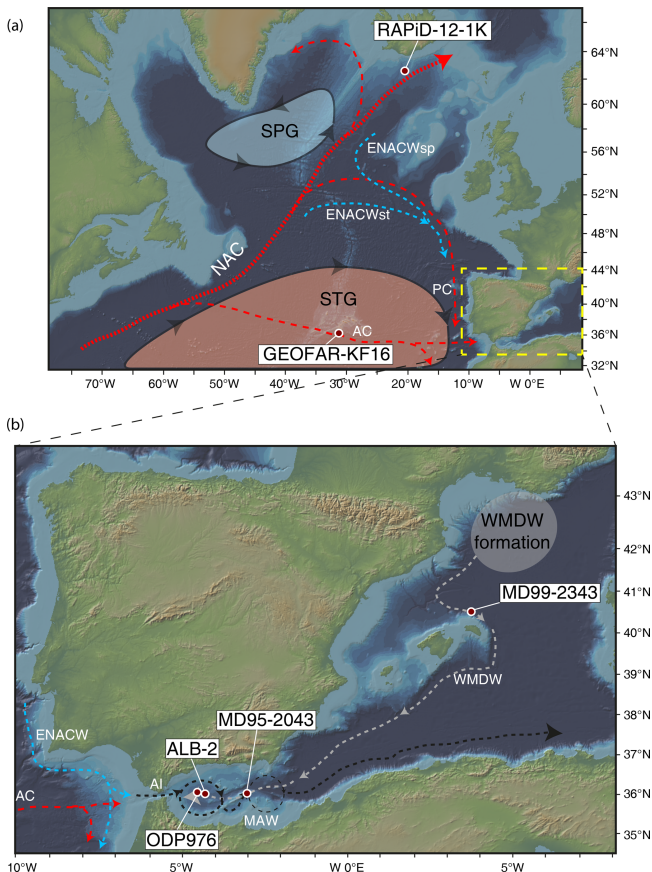 (a)
RAPiD-12-1K
64°N
60°N
SPG
ENACWsp
56°N
52°N
ENACWst
48°N
NAC
44°N
STG
PC
40°N
AC
36°N
GEOFAR-KF16
32°N
70°W
60°W
50°W
40°W
30°W
20°W
10°W
W 0°E
(b)
43°N
WMDW
formation
42°N
MD99-2343
41°N
40°N
WMDW
39°N
MD95-2043
38°N
ENACW
ALB-2
37°N
AI
AC
36°N
MAW
ODP976
35°N
10°W
5°W
W 0°E
5°W